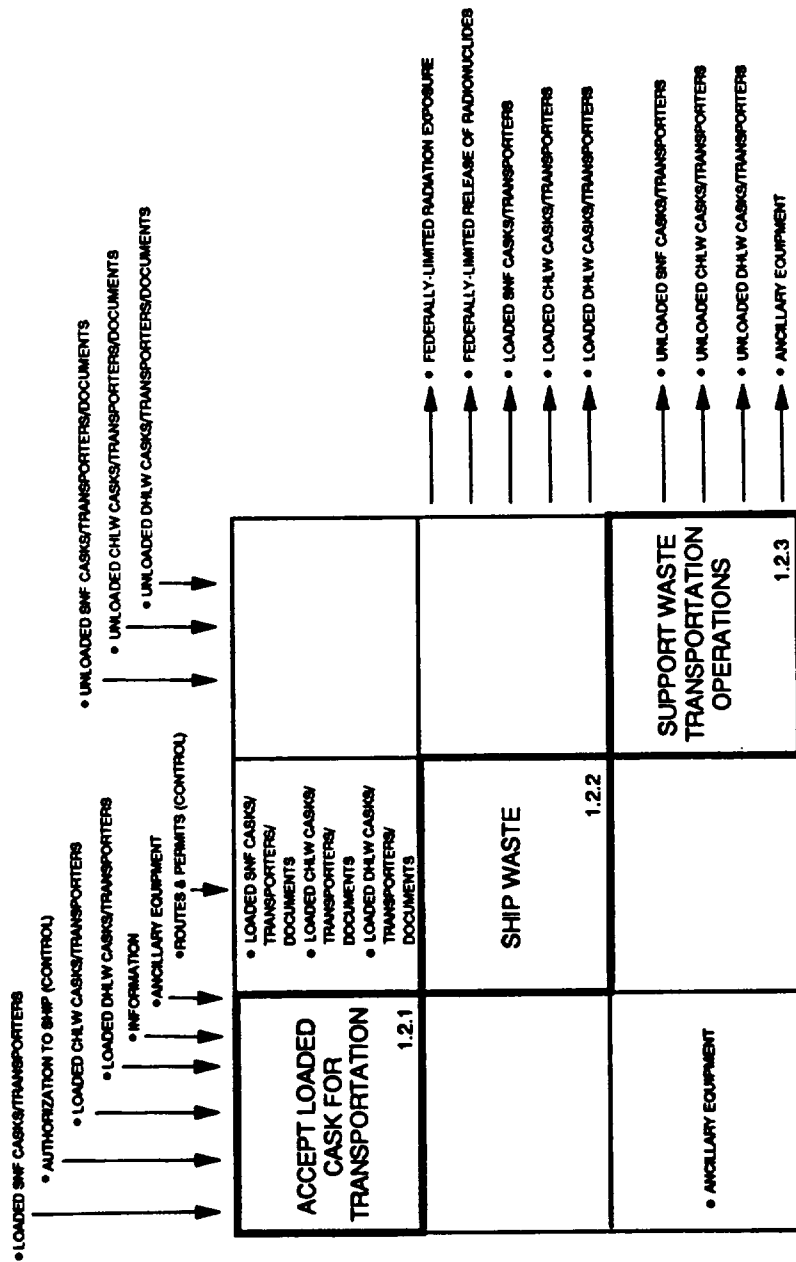 • LOADED SNF CASKS/TRANSPORTERS
• AUTHORIZATION TO SHIP (CONTROL)
• LOADED CHLW CASKS/TRANSPORTERS
• LOADED DHLW CASKS/TRANSPORTERS
• INFORMATION
• ANCILLARY EQUIPMENT
• ROUTES & PERMITS (CONTROL)
• UNLOADED SNF CASKS/TRANSPORTERS/DOCUMENTS
• UNLOADED CHLW CASKS/TRANSPORTERS/DOCUMENTS
• UNLOADED DHLW CASKS/TRANSPORTERS/DOCUMENTS
ACCEPT LOADED
CASK FOR
TRANSPORTATION
1.2.1
• LOADED SNF CASKS/
TRANSPORTERS/
DOCUMENTS
• LOADED CHLW CASKS/
TRANSPORTERS/
DOCUMENTS
• LOADED DHLW CASKS/
TRANSPORTERS/
DOCUMENTS
SHIP WASTE
1.2.2
• FEDERALLY-LIMITED RADIATION EXPOSURE
• FEDERALLY-LIMITED RELEASE OF RADIONUCLIDES
• LOADED SNF CASKS/TRANSPORTERS
• LOADED CHLW CASKS/TRANSPORTERS
• LOADED DHLW CASKS/TRANSPORTERS
• ANCILLARY EQUIPMENT
SUPPORT WASTE
TRANSPORTATION
OPERATIONS
1.2.3
• UNLOADED SNF CASKS/TRANSPORTERS
• UNLOADED CHLW CASKS/TRANSPORTERS
• UNLOADED DHLW CASKS/TRANSPORTERS
• ANCILLARY EQUIPMENT